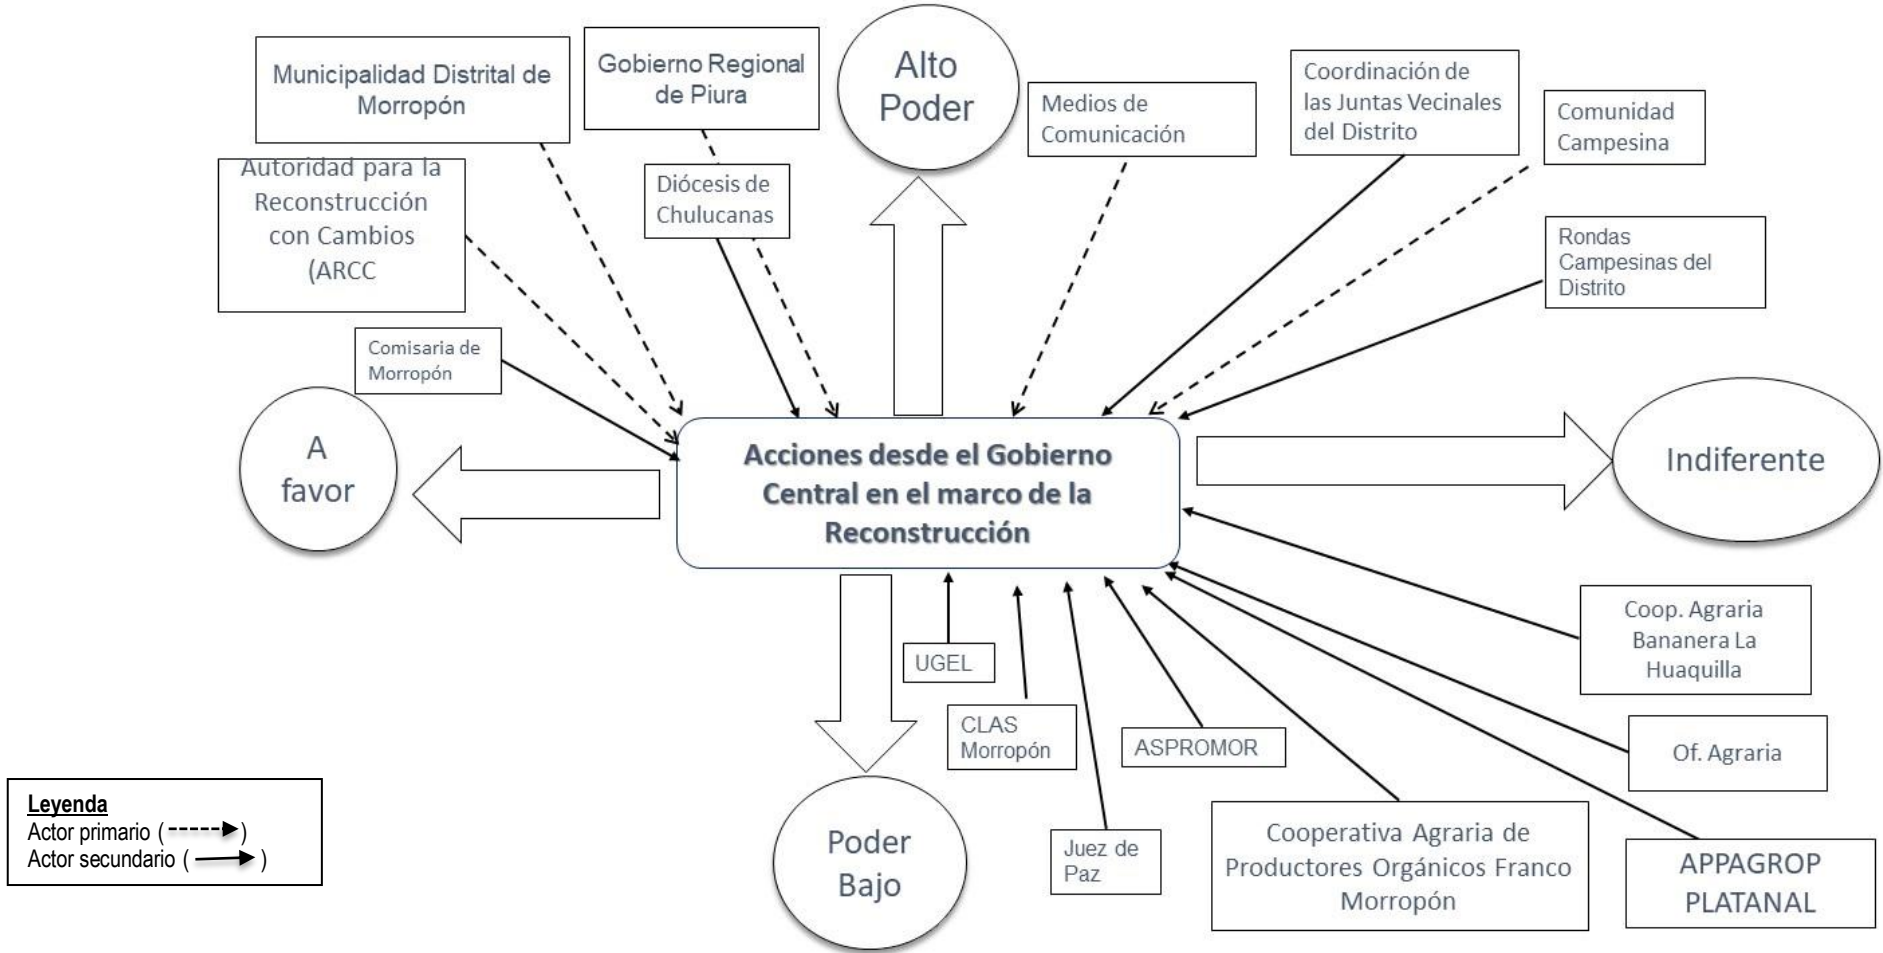 Municipalidad Distrital de
Morropón
Gobierno Regional
de Piura
Alto
Poder
Medios de
Comunicación
Coordinación de
las Juntas Vecinales
del Distrito
Comunidad
Campesina
Autoridad para la
Reconstrucción
con Cambios
(ARCC
Diócesis de
Chulucanas
Rondas
Campesinas del
Distrito
Comisaria de
Morropón
A
favor
Acciones desde el Gobierno
Central en el marco de la
Reconstrucción
Indiferente
Coop. Agraria
Bananera La
Huaquilla
UGEL
CLAS
Morropón
ASPROMOR
Of. Agraria
Poder
Bajo
Juez de
Paz
Cooperativa Agraria de
Productores Orgánicos Franco
Morropón
APPAGROP
PLATANAL
Leyenda
Actor primario ( )
Actor secundario ( )